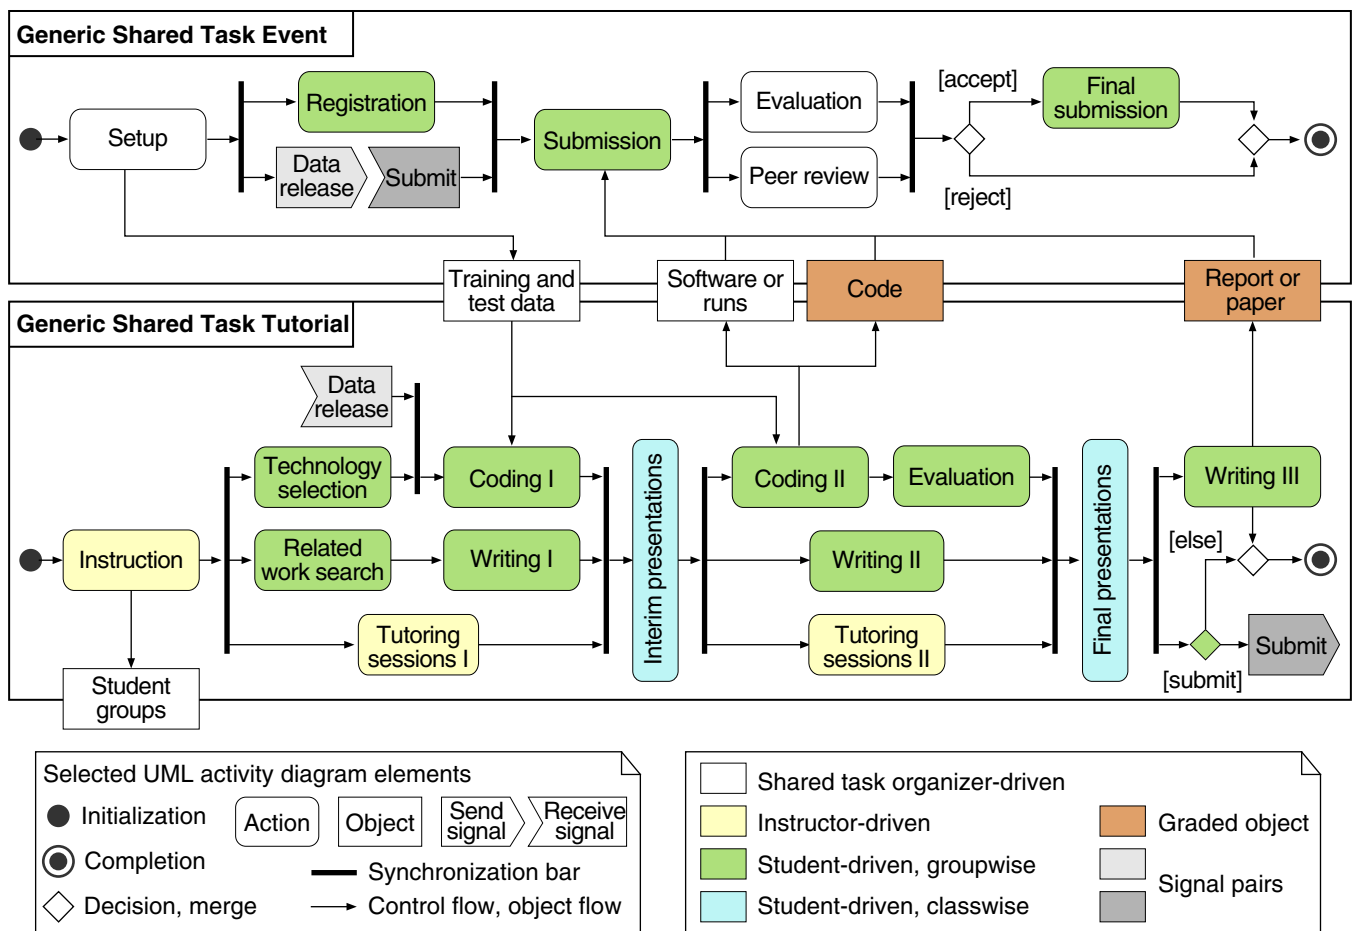 Generic Shared Task Event
Setup
Registration
Data
release
Submit
Submission
Evaluation
Peer review
[accept]
[reject]
Final
submission
Training and
test data
Software or
runs
Code
Report or
paper
Generic Shared Task Tutorial
Data
release
Technology
selection
Coding I
Instruction
Related
work search
Writing I
Tutoring
sessions I
Student
groups
Interim presentations
Coding II
Evaluation
Writing II
Tutoring
sessions II
Final presentations
Writing III
[else]
[submit]
Submit
Selected UML activity diagram elements
Initialization
Completion
Decision, merge
Action
Object
Send
signal
Receive
signal
Synchronization bar
Control flow, object flow
Shared task organizer-driven
Instructor-driven
Student-driven, groupwise
Student-driven, classwise
Graded object
Signal pairs